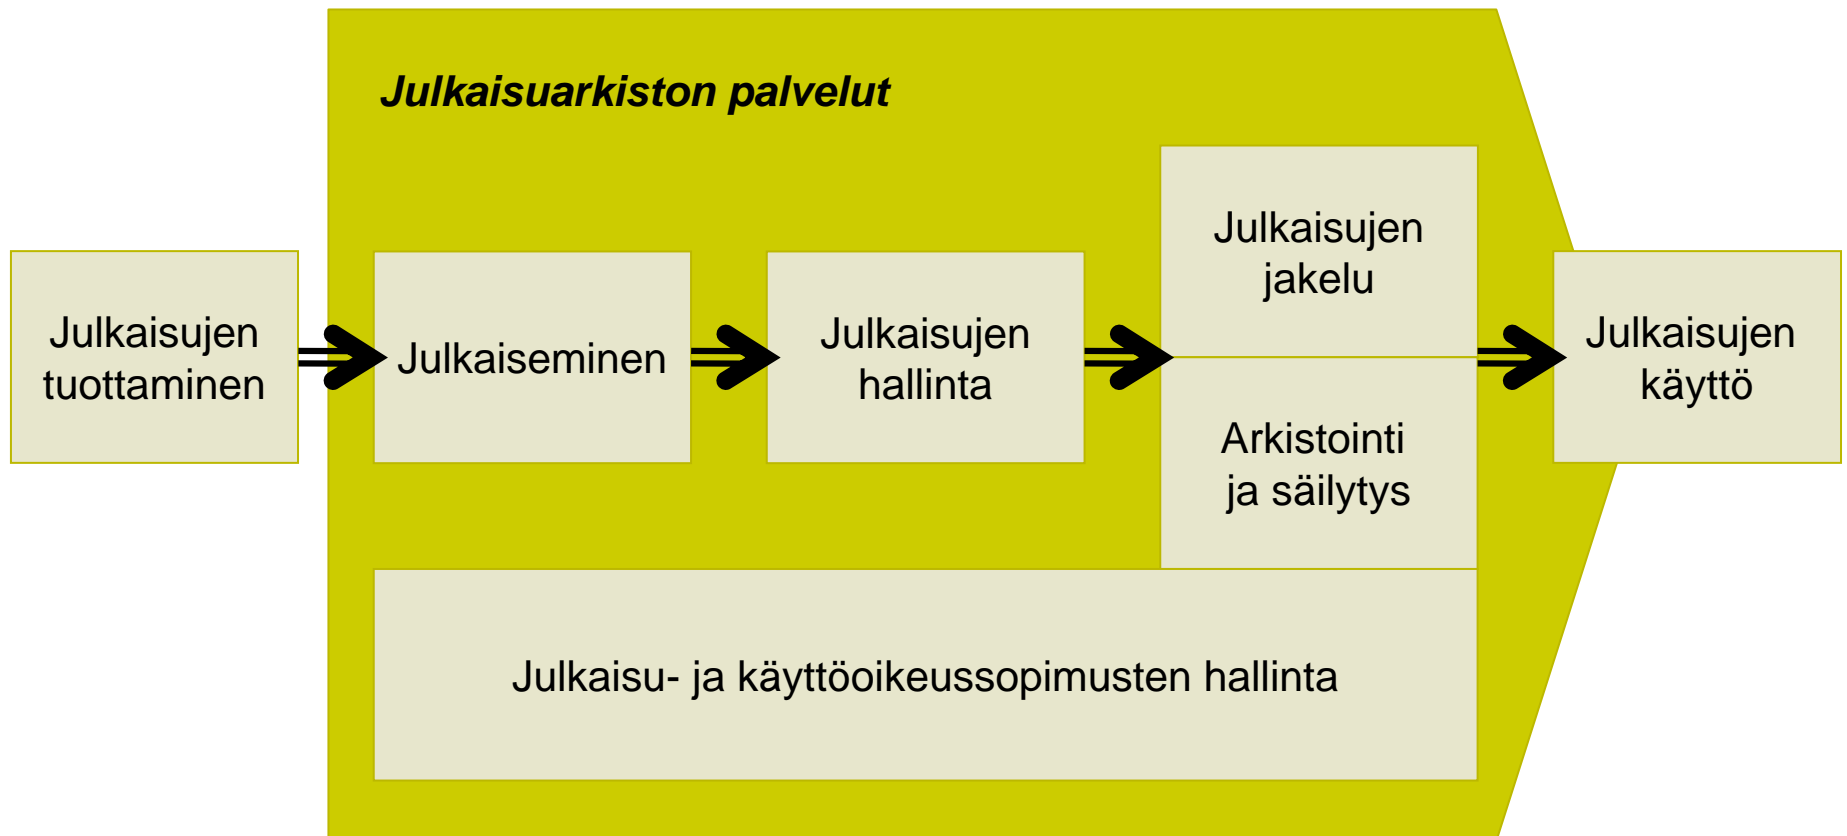 Julkaisuarkiston palvelut
Julkaisujen
tuottaminen
Julkaiseminen
Julkaisujen
hallinta
Julkaisujen
jakelu
Arkistointi
ja säilytys
Julkaisujen
käyttö
Julkaisu- ja käyttöoikeussopimusten hallinta